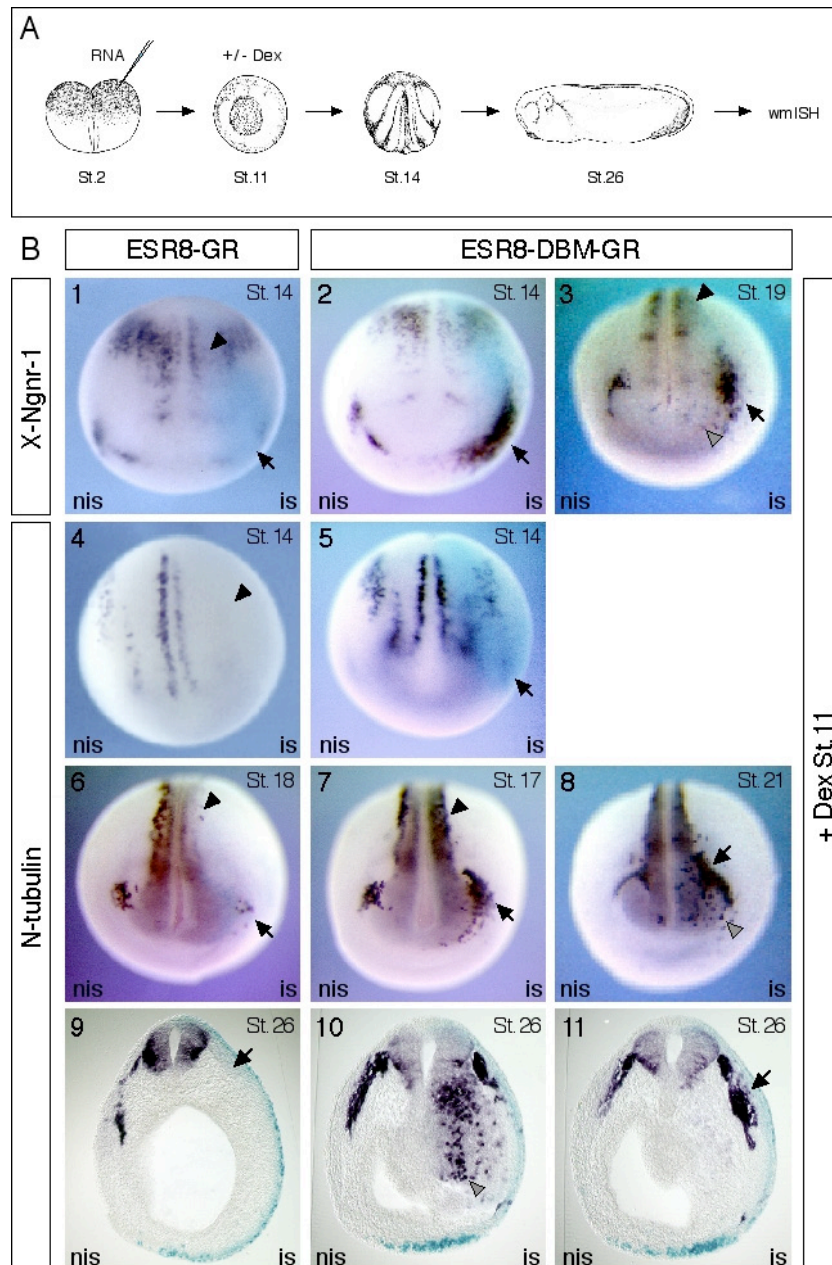 A
RNA
+/- Dex
wmISH
St.2
St.11
St.14
St.26
B
ESR8-GR
ESR8-DBM-GR
X-Ngnr-1
1
St. 14
nis
is
2
St. 14
nis
is
3
St. 19
nis
is
N-tubulin
4
St. 14
nis
is
5
St. 14
nis
is
6
St. 18
nis
is
7
St. 17
nis
is
8
St. 21
nis
is
9
St. 26
nis
is
10
St. 26
nis
is
11
St. 26
nis
is
+ Dex St.11